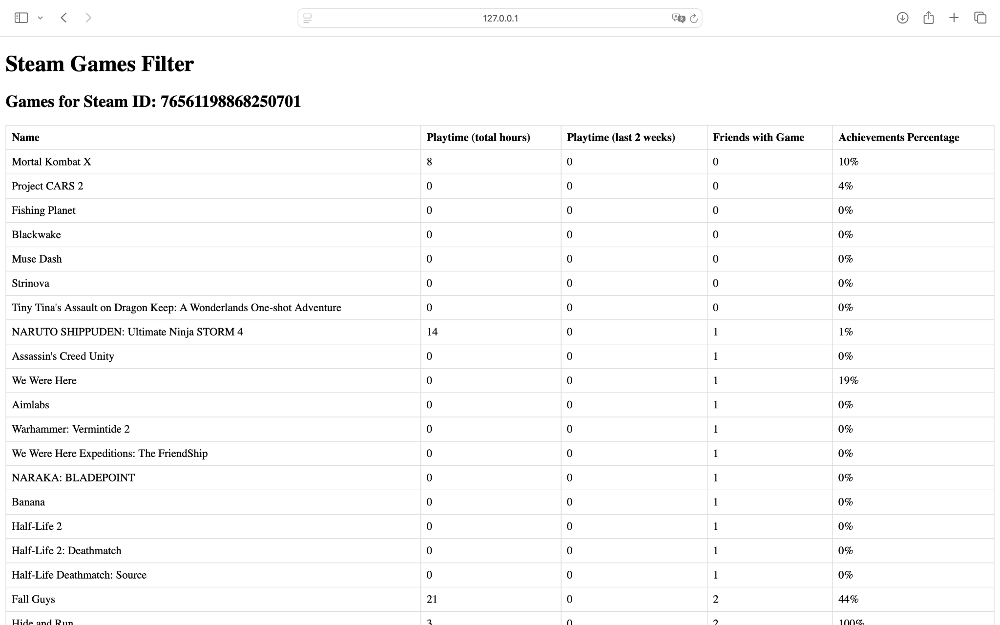 127.0.0.1
Steam Games Filter
Games for Steam ID: 76561198868250701
Name Playtime (total hours) Playtime (last 2 weeks) Friends with Game Achievements Percentage
Mortal Kombat X 8 0 0 10%
Project CARS 2 0 0 0 4%
Fishing Planet 0 0 0 0%
Blackwake 0 0 0 0%
Muse Dash 0 0 0 0%
Strinova 0 0 0 0%
Tiny Tina's Assault on Dragon Keep: A Wonderlands One-shot Adventure 0 0 0 0%
NARUTO SHIPPUDEN: Ultimate Ninja STORM 4 14 0 1 1%
Assassin's Creed Unity 0 0 1 0%
We Were Here 0 0 1 19%
Aimlabs 0 0 1 0%
Warhammer: Vermintide 2 0 0 1 0%
We Were Here Expeditions: The FriendShip 0 0 1 0%
NARAKA: BLADEPOINT 0 0 1 0%
Banana 0 0 1 0%
Half-Life 2 0 0 1 0%
Half-Life 2: Deathmatch 0 0 1 0%
Half-Life Deathmatch: Source 0 0 1 0%
Fall Guys 21 0 2 44%
Hide and Run 3 0 2 100%